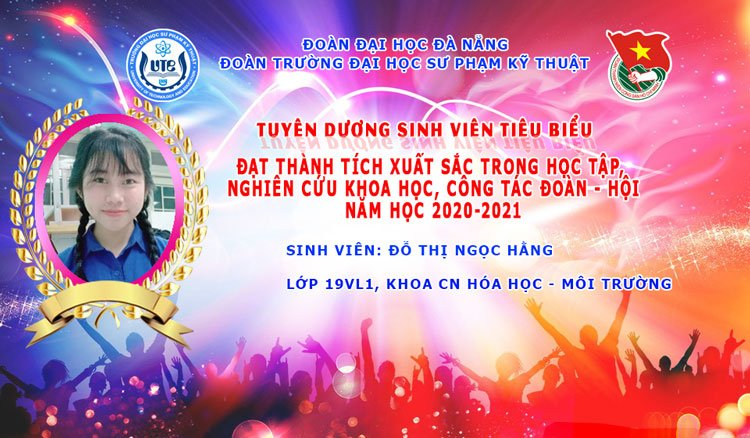 ĐOÀN ĐẠI HỌC ĐÀ NẴNG
ĐOÀN TRƯỜNG ĐẠI HỌC SƯ PHẠM KỸ THUẬT
UTE
TUYÊN DƯƠNG SINH VIÊN TIÊU BIỂU
ĐẠT THÀNH TÍCH XUẤT SẮC TRONG HỌC TẬP,
NGHIÊN CỨU KHOA HỌC, CÔNG TÁC ĐOÀN - HỘI
NĂM HỌC 2020-2021
SINH VIÊN: ĐỖ THỊ NGỌC HẰNG
LỚP 19VL1, KHOA CN HÓA HỌC - MÔI TRƯỜNG